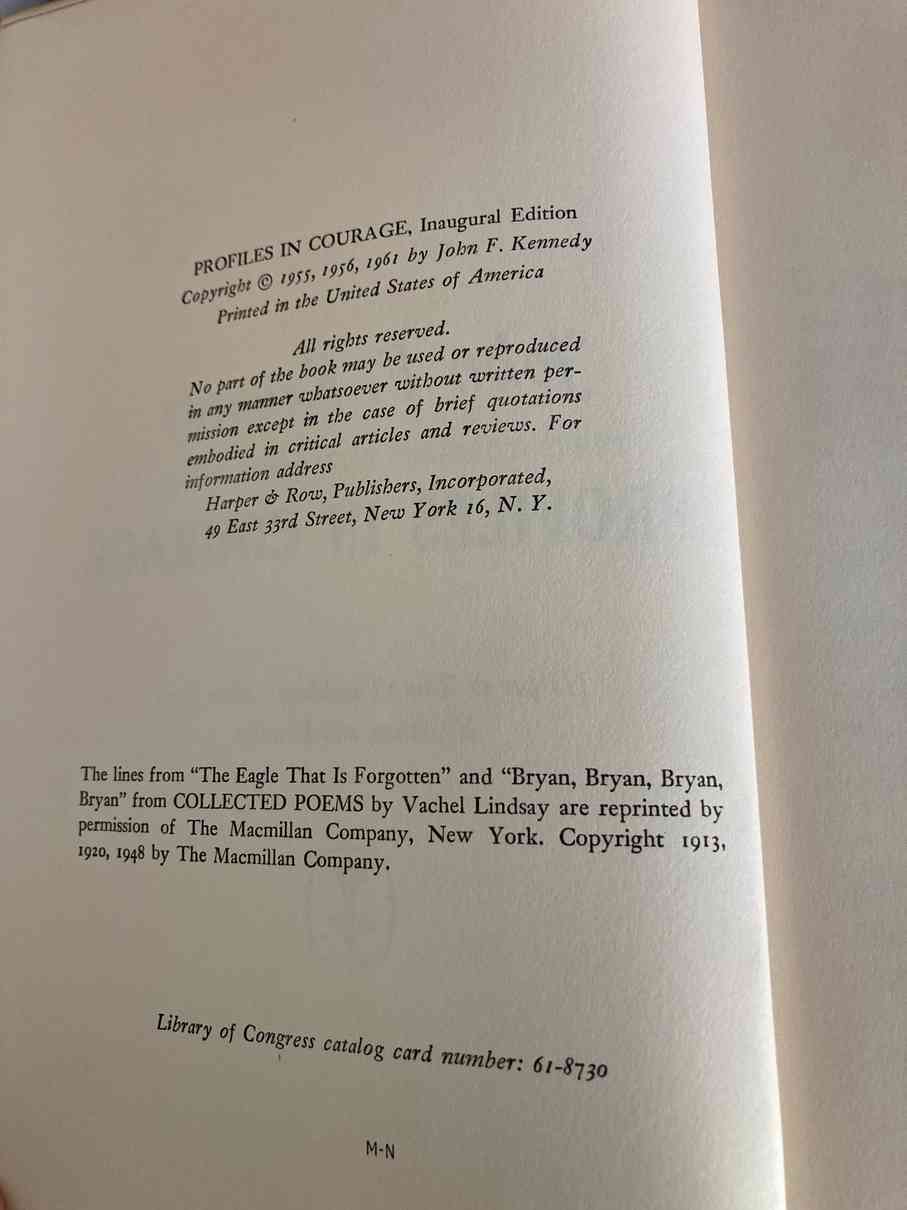 PROFILES IN COURAGE, Inaugural Edition
Copyright © 1955, 1956, 1961 by John F. Kennedy
Printed in the United States of America
All rights reserved.
No part of the book may be used or reproduced
in any manner whatsoever without written per-
mission except in the case of brief quotations
embodied in critical articles and reviews. For
information address
Harper & Row, Publishers, Incorporated,
49 East 33rd Street, New York 16, N. Y.
The lines from “The Eagle That Is Forgotten” and “Bryan, Bryan, Bryan,
Bryan” from COLLECTED POEMS by Vachel Lindsay are reprinted by
permission of The Macmillan Company, New York. Copyright 1913,
1920, 1948 by The Macmillan Company.
Library of Congress catalog card number: 61-8730
M-N